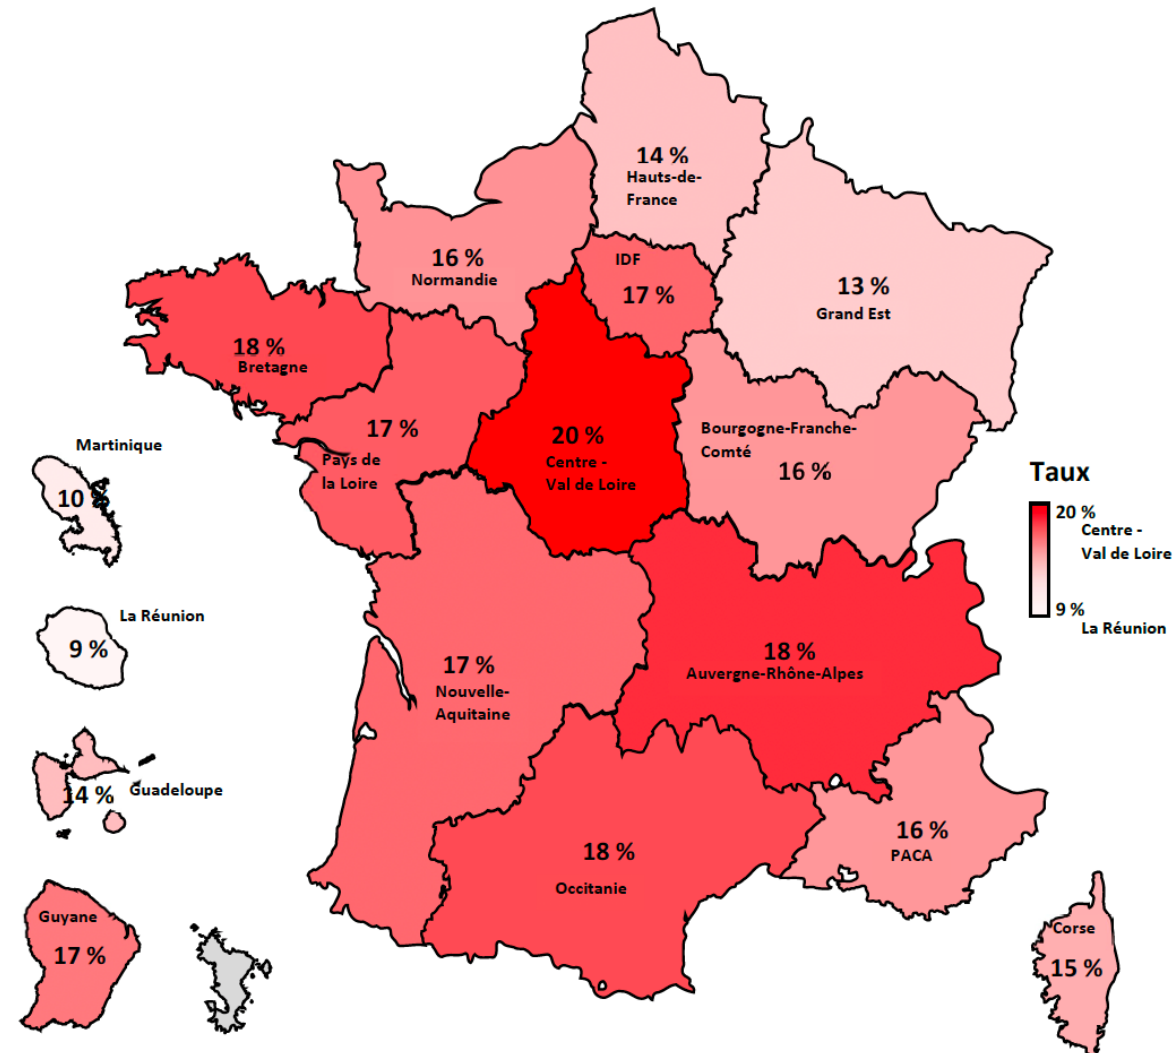 14 %
Hauts-de-
France
16 %
Normandie
IDF
17 %
13 %
Grand Est
18 %
Bretagne
17 %
Pays de
la Loire
20 %
Centre -
Val de Loire
Bourgogne-Franche-
Comté
16 %
Martinique
10 %
Taux
20 %
Centre -
Val de Loire
9 %
La Réunion
La Réunion
9 %
17 %
Nouvelle-
Aquitaine
18 %
Auvergne-Rhône-Alpes
14 %
Guadeloupe
18 %
Occitanie
16 %
PACA
Guyane
17 %
Corse
15 %